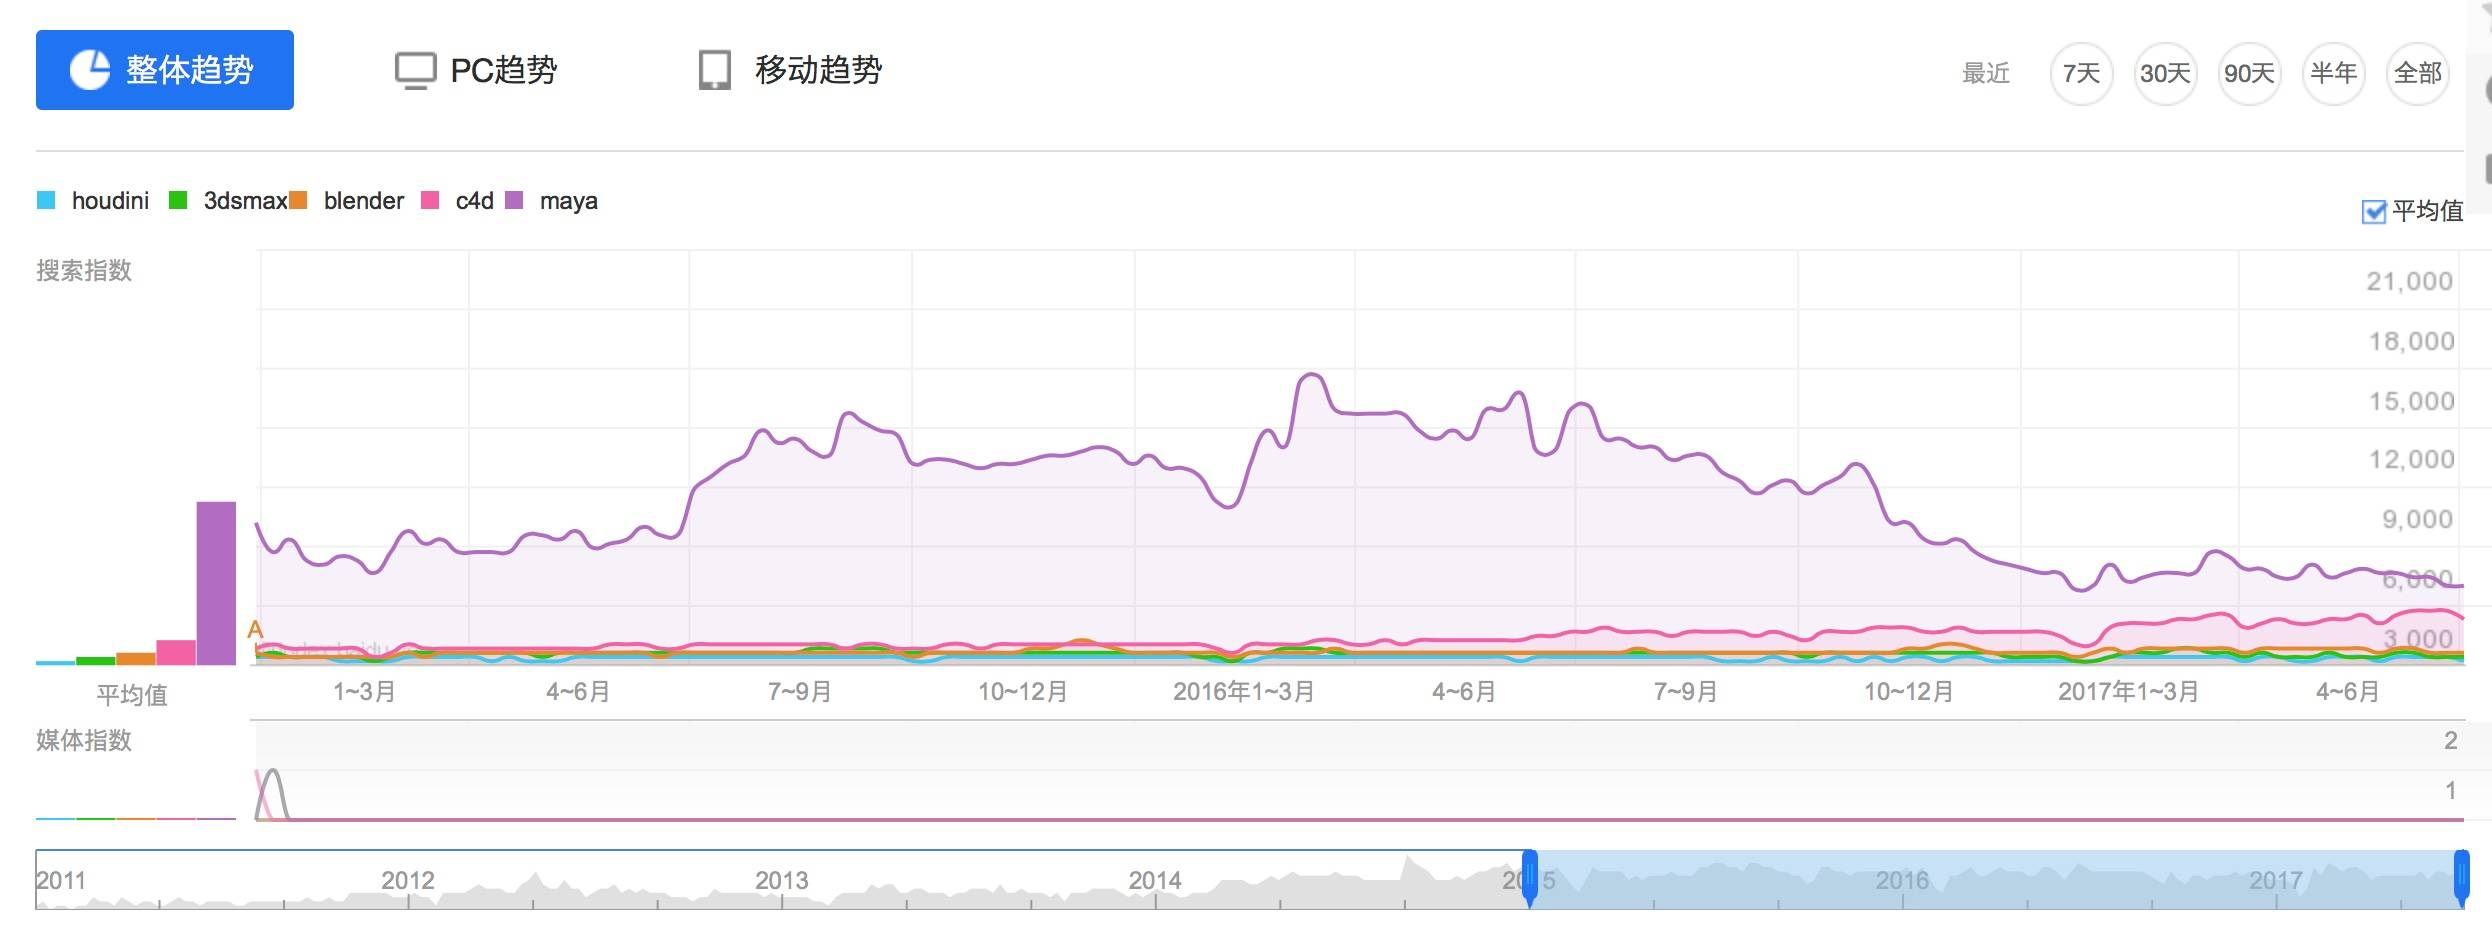 整体趋势 PC趋势 移动趋势 最近 7天 30天 90天 半年 全部
houdini 3dsmax blender c4d maya
平均值
搜索指数
21,000
18,000
15,000
12,000
9,000
6,000
A
3,000
平均值 1~3月 4~6月 7~9月 10~12月 2016年1~3月 4~6月 7~9月 10~12月 2017年1~3月 4~6月
媒体指数
2
1
2011 2012 2013 2014 2015 2016 2017